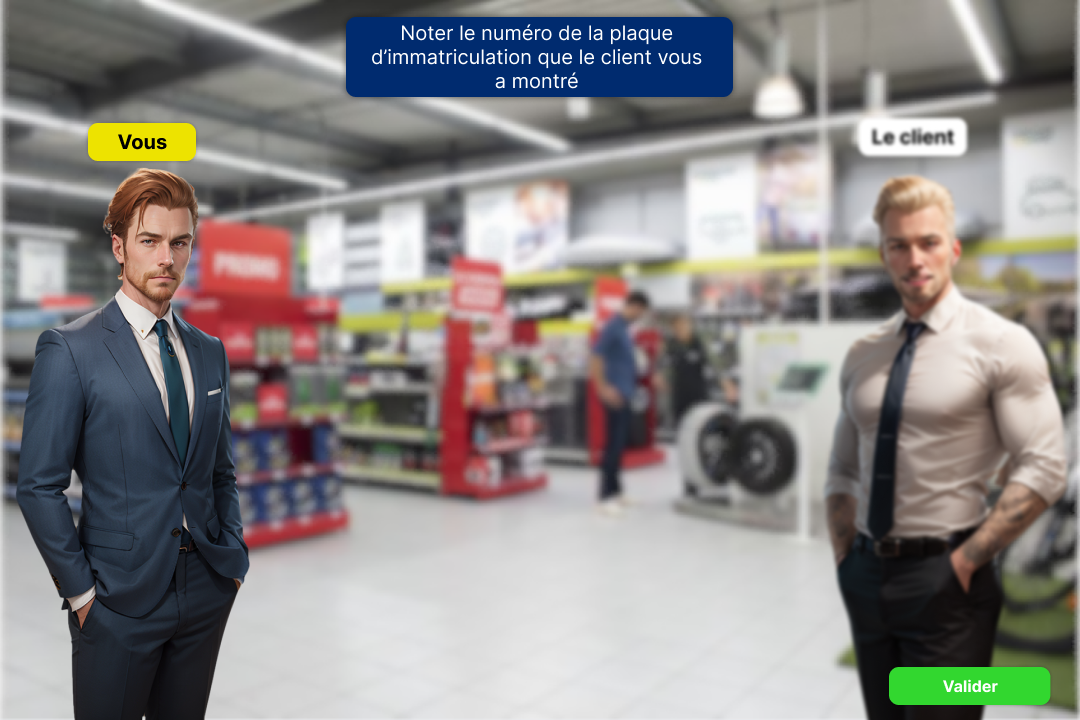 Noter le numéro de la plaque
d’immatriculation que le client vous
a montré
Vous
Le client
PROMO
Valider